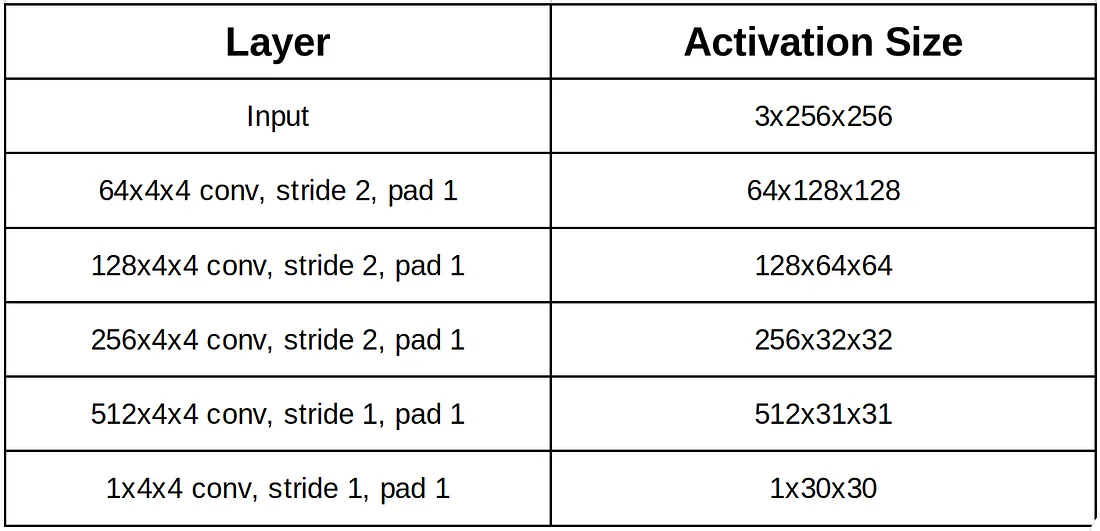 Layer Activation Size
Input 3x256x256
64x4x4 conv, stride 2, pad 1 64x128x128
128x4x4 conv, stride 2, pad 1 128x64x64
256x4x4 conv, stride 2, pad 1 256x32x32
512x4x4 conv, stride 1, pad 1 512x31x31
1x4x4 conv, stride 1, pad 1 1x30x30